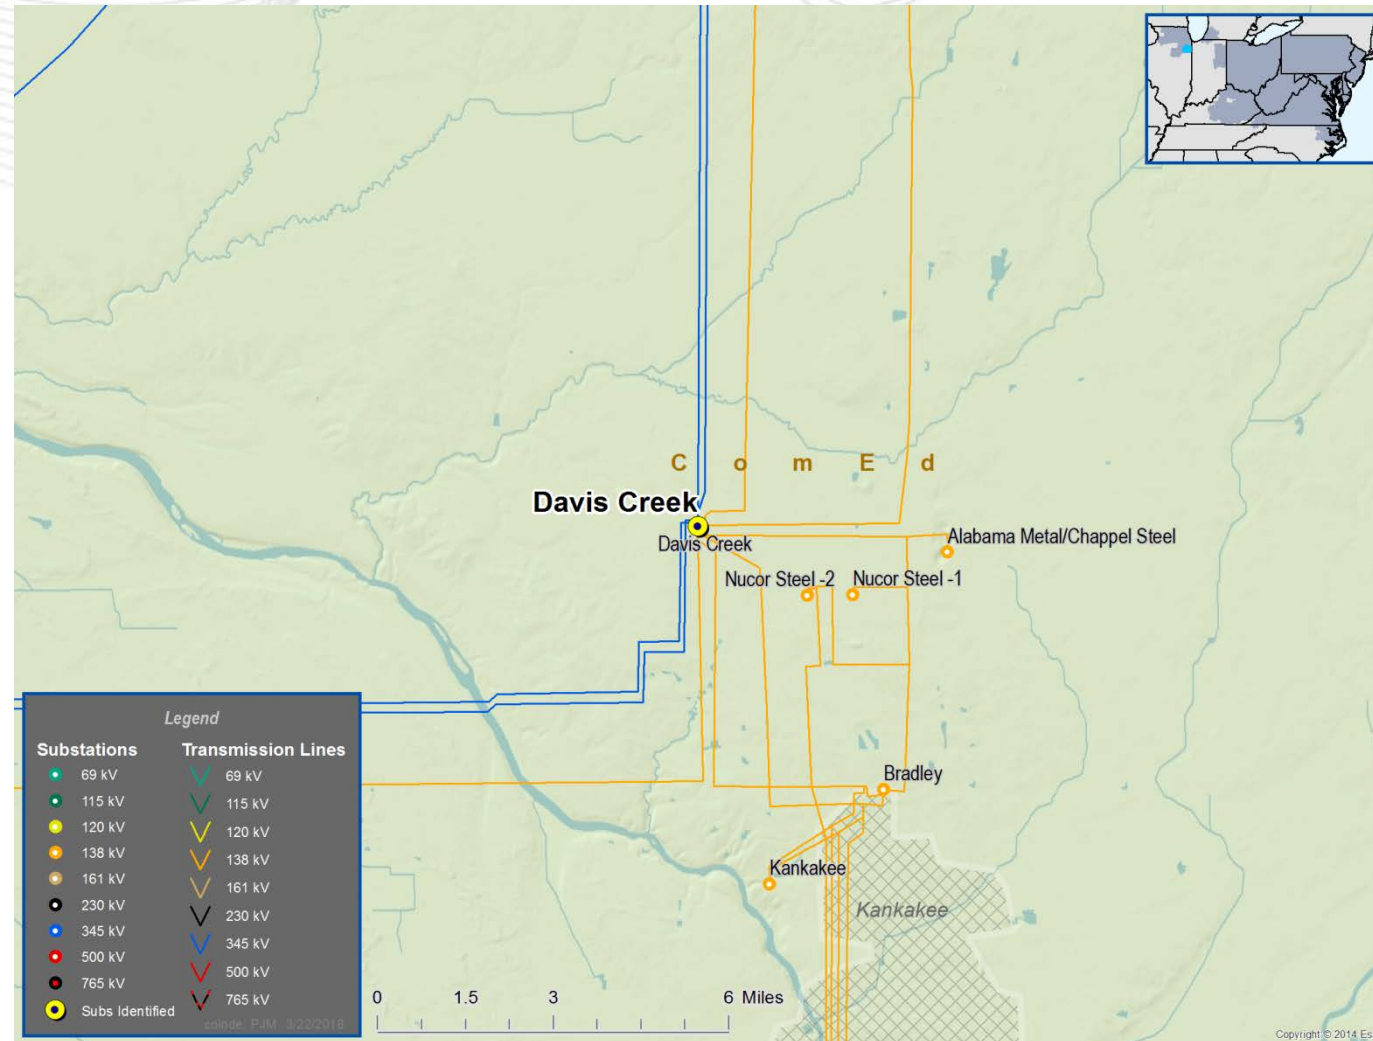 C o m E d
Davis Creek
Davis Creek
Alabama Metal/Chappel Steel
Nucor Steel -2
Nucor Steel -1
Bradley
Kankakee
Kankakee
Legend
Substations
69 kV
115 kV
120 kV
138 kV
161 kV
230 kV
345 kV
500 kV
765 kV
Subs Identified
Transmission Lines
69 kV
115 kV
120 kV
138 kV
161 kV
230 kV
345 kV
500 kV
765 kV
0 1.5 3 6 Miles
Copyright:© 2014 Es